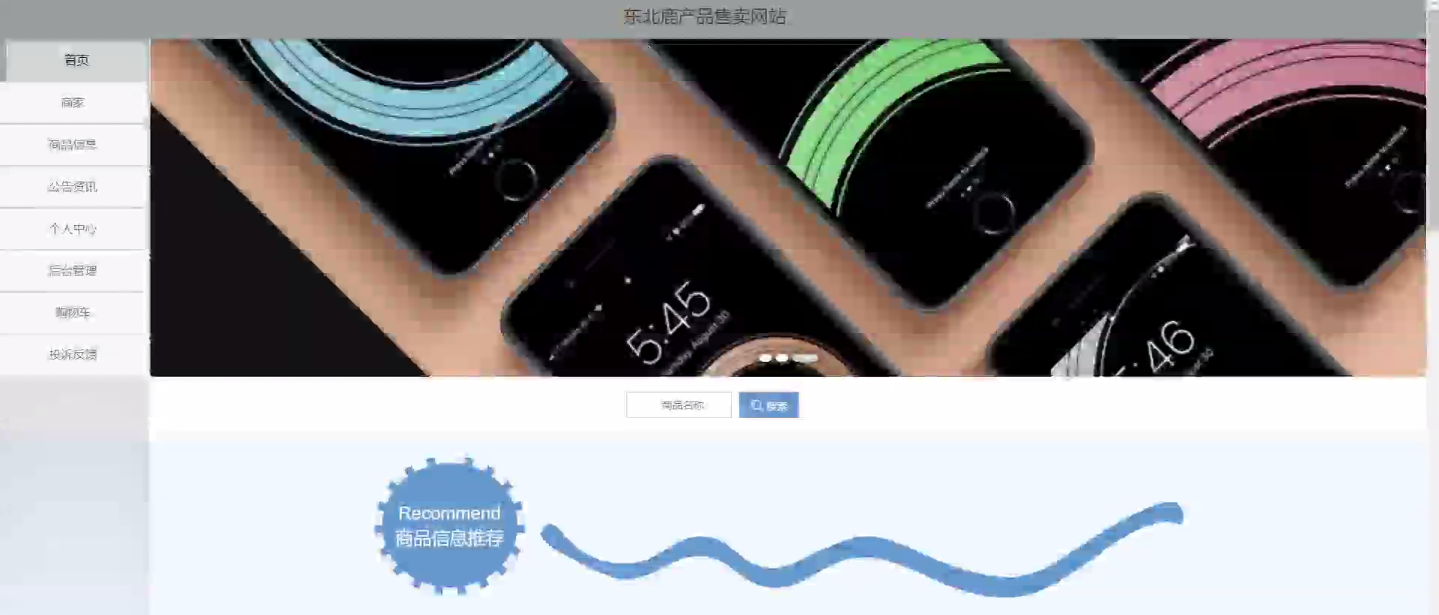 东北鹿产品售卖网站
首页
商家
商品信息
公告资讯
个人中心
后台管理
购物车
投诉反馈
5:45
:46
商品名称
搜索
Recommend
商品信息推荐